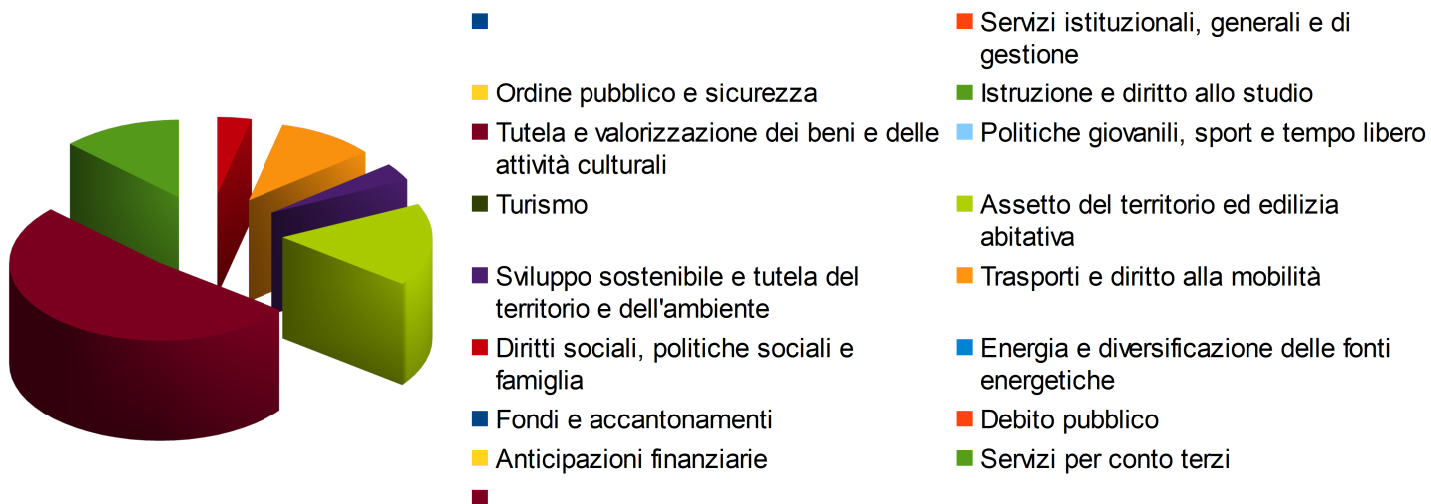 Servizi istituzionali, generali e di
gestione
Ordine pubblico e sicurezza
Istruzione e diritto allo studio
Tutela e valorizzazione dei beni e delle
attività culturali
Politiche giovanili, sport e tempo libero
Turismo
Assetto del territorio ed edilizia
abitativa
Sviluppo sostenibile e tutela del
territorio e dell'ambiente
Trasporti e diritto alla mobilità
Diritti sociali, politiche sociali e
famiglia
Energia e diversificazione delle fonti
energetiche
Fondi e accantonamenti
Debito pubblico
Anticipazioni finanziarie
Servizi per conto terzi